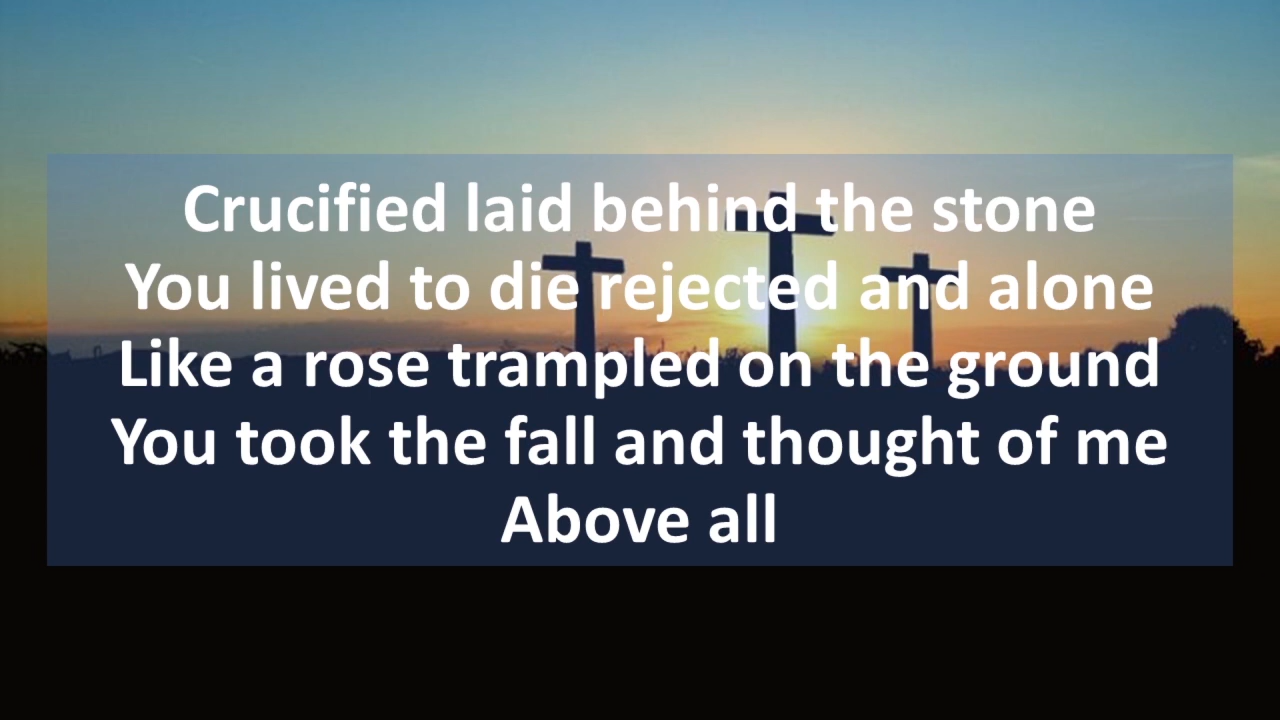 Crucified laid behind the stone
You lived to die rejected and alone
Like a rose trampled on the ground
You took the fall and thought of me
Above all